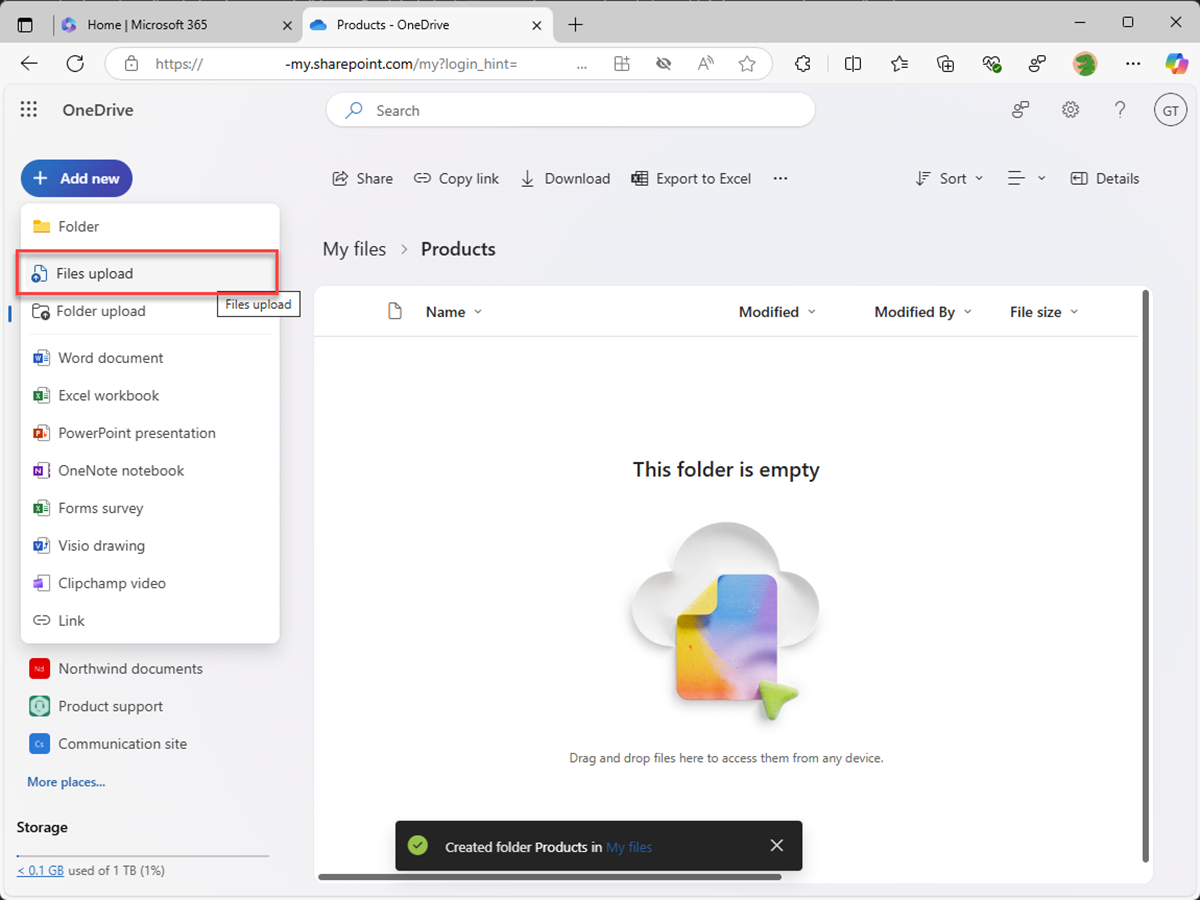 Home | Microsoft 365
Products - OneDrive
https:// -my.sharepoint.com/my?login_hint= ...
OneDrive
Search
GT
Add new
Share
Copy link
Download
Export to Excel
Sort
Details
Folder
Files upload
Files upload
Folder upload
Word document
Excel workbook
PowerPoint presentation
OneNote notebook
Forms survey
Visio drawing
Clipchamp video
Link
Nd Northwind documents
Product support
Cs Communication site
More places...
Storage
< 0.1 GB used of 1 TB (1%)
My files > Products
Name
Modified
Modified By
File size
This folder is empty
Drag and drop files here to access them from any device.
Created folder Products in My files